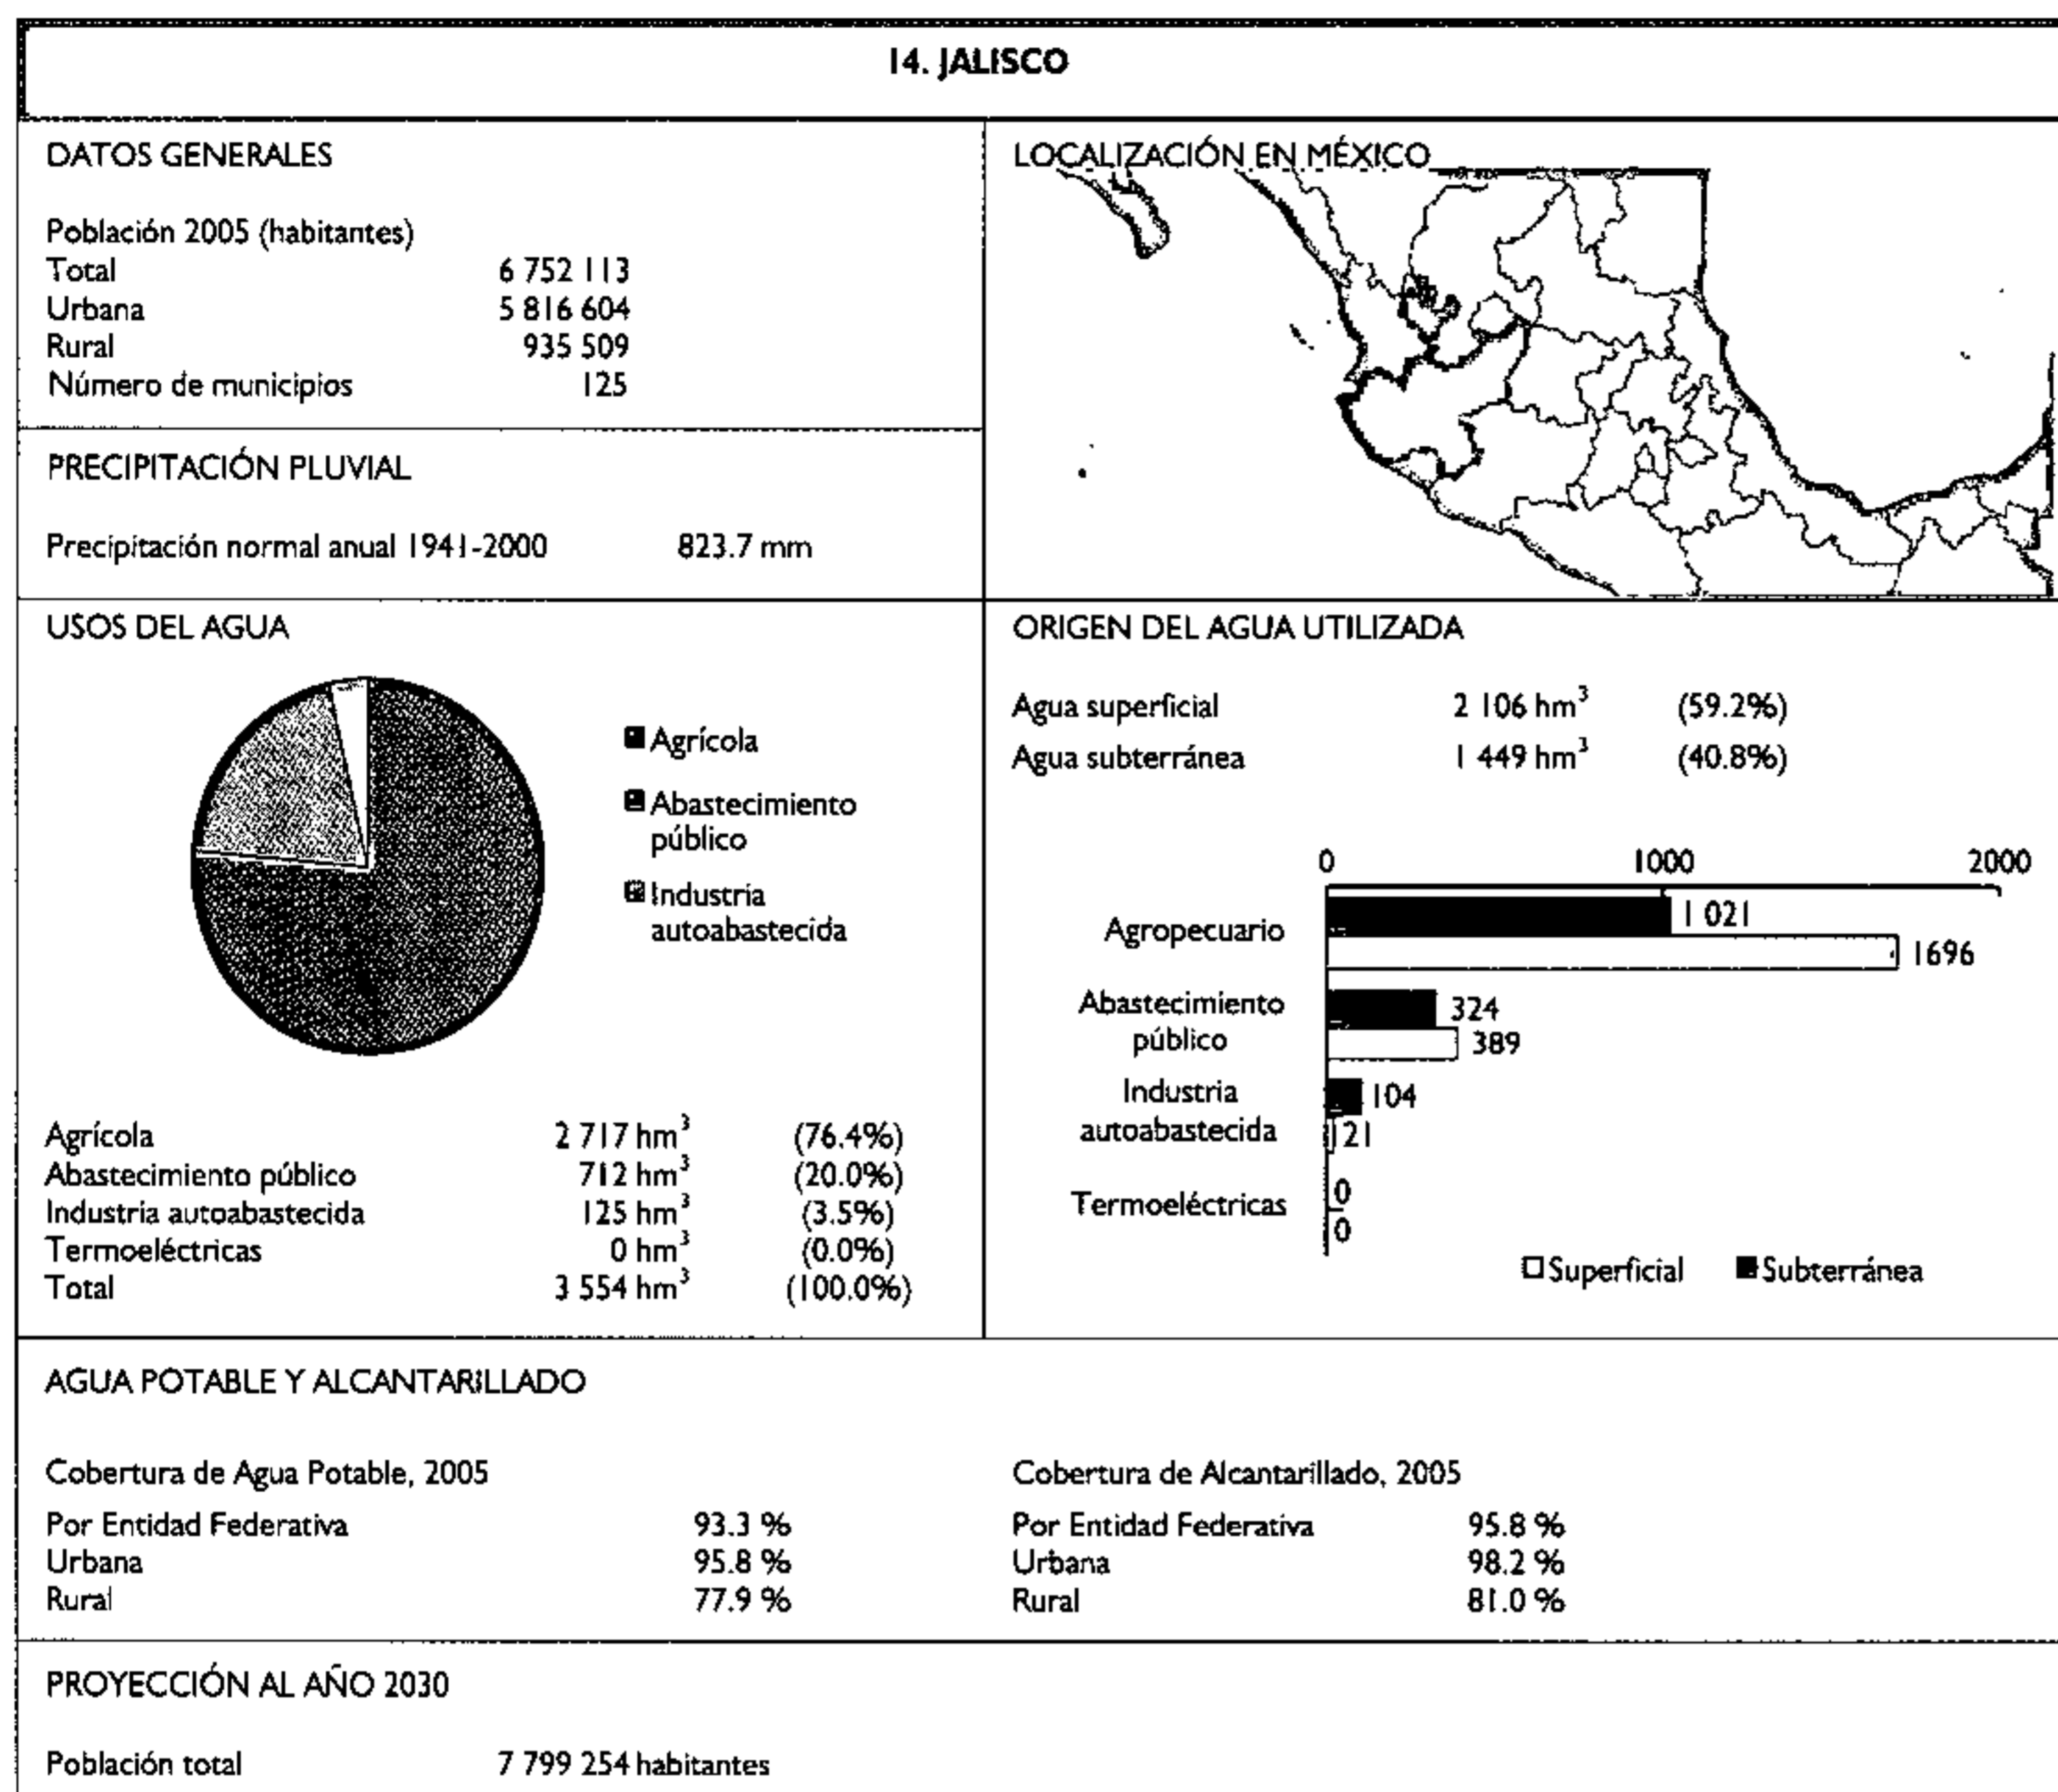 14. JALISCO
DATOS GENERALES
Población 2005 (habitantes)
Total 6 752 113
Urbana 5 816 604
Rural 935 509
Número de municipios 125
LOCALIZACIÓN EN MÉXICO
PRECIPITACIÓN PLUVIAL
Precipitación normal anual 1941-2000 823.7 mm
USOS DEL AGUA
Agrícola
Abastecimiento
público
Industria
autoabastecida
Agrícola 2 717 hm³ (76.4%)
Abastecimiento público 712 hm³ (20.0%)
Industria autoabastecida 125 hm³ (3.5%)
Termoeléctricas 0 hm³ (0.0%)
Total 3 554 hm³ (100.0%)
ORIGEN DEL AGUA UTILIZADA
Agua superficial 2 106 hm³ (59.2%)
Agua subterránea 1 449 hm³ (40.8%)
0 1000 2000
Agropecuario 1 021
1696
Abastecimiento 324
público 389
Industria 104
autoabastecida 21
Termoeléctricas 0
0
Superficial Subterránea
AGUA POTABLE Y ALCANTARILLADO
Cobertura de Agua Potable, 2005
Por Entidad Federativa 93.3 %
Urbana 95.8 %
Rural 77.9 %
Cobertura de Alcantarillado, 2005
Por Entidad Federativa 95.8 %
Urbana 98.2 %
Rural 81.0 %
PROYECCIÓN AL AÑO 2030
Población total 7 799 254 habitantes